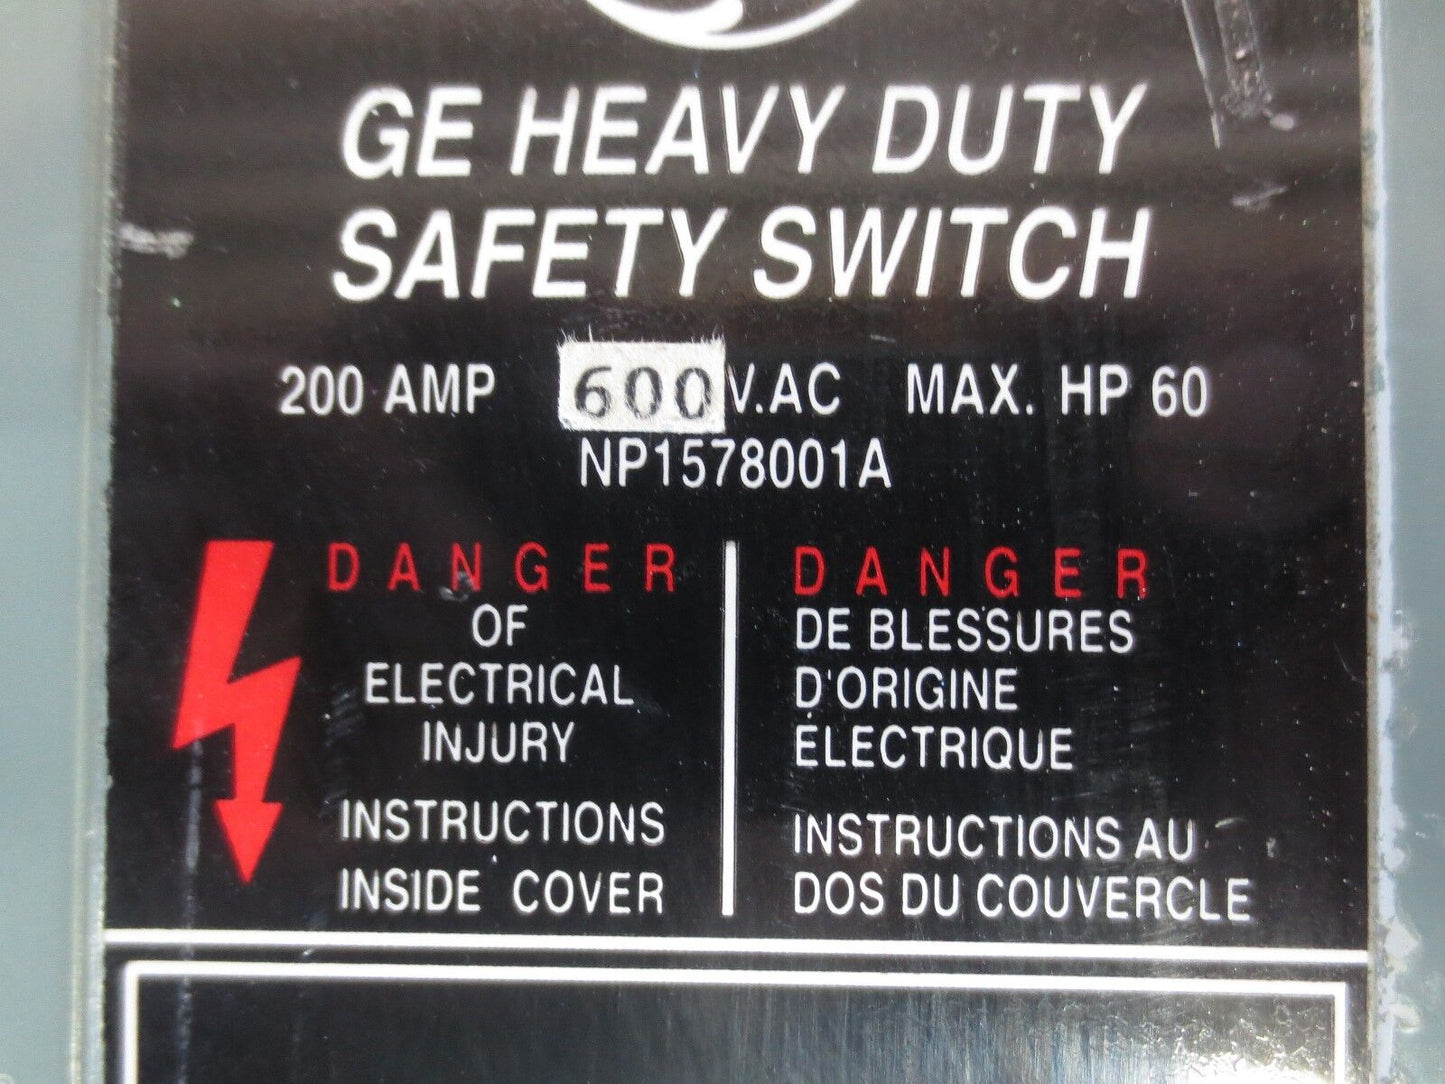 GE HEAVY DUTY
SAFETY SWITCH
200 AMP 600 V.AC MAX. HP 60
NP1578001A
DANGER
OF
ELECTRICAL
INJURY
INSTRUCTIONS
INSIDE COVER
DANGER
DE BLESSURES
D'ORIGINE
ÉLECTRIQUE
INSTRUCTIONS AU
DOS DU COUVERCLE